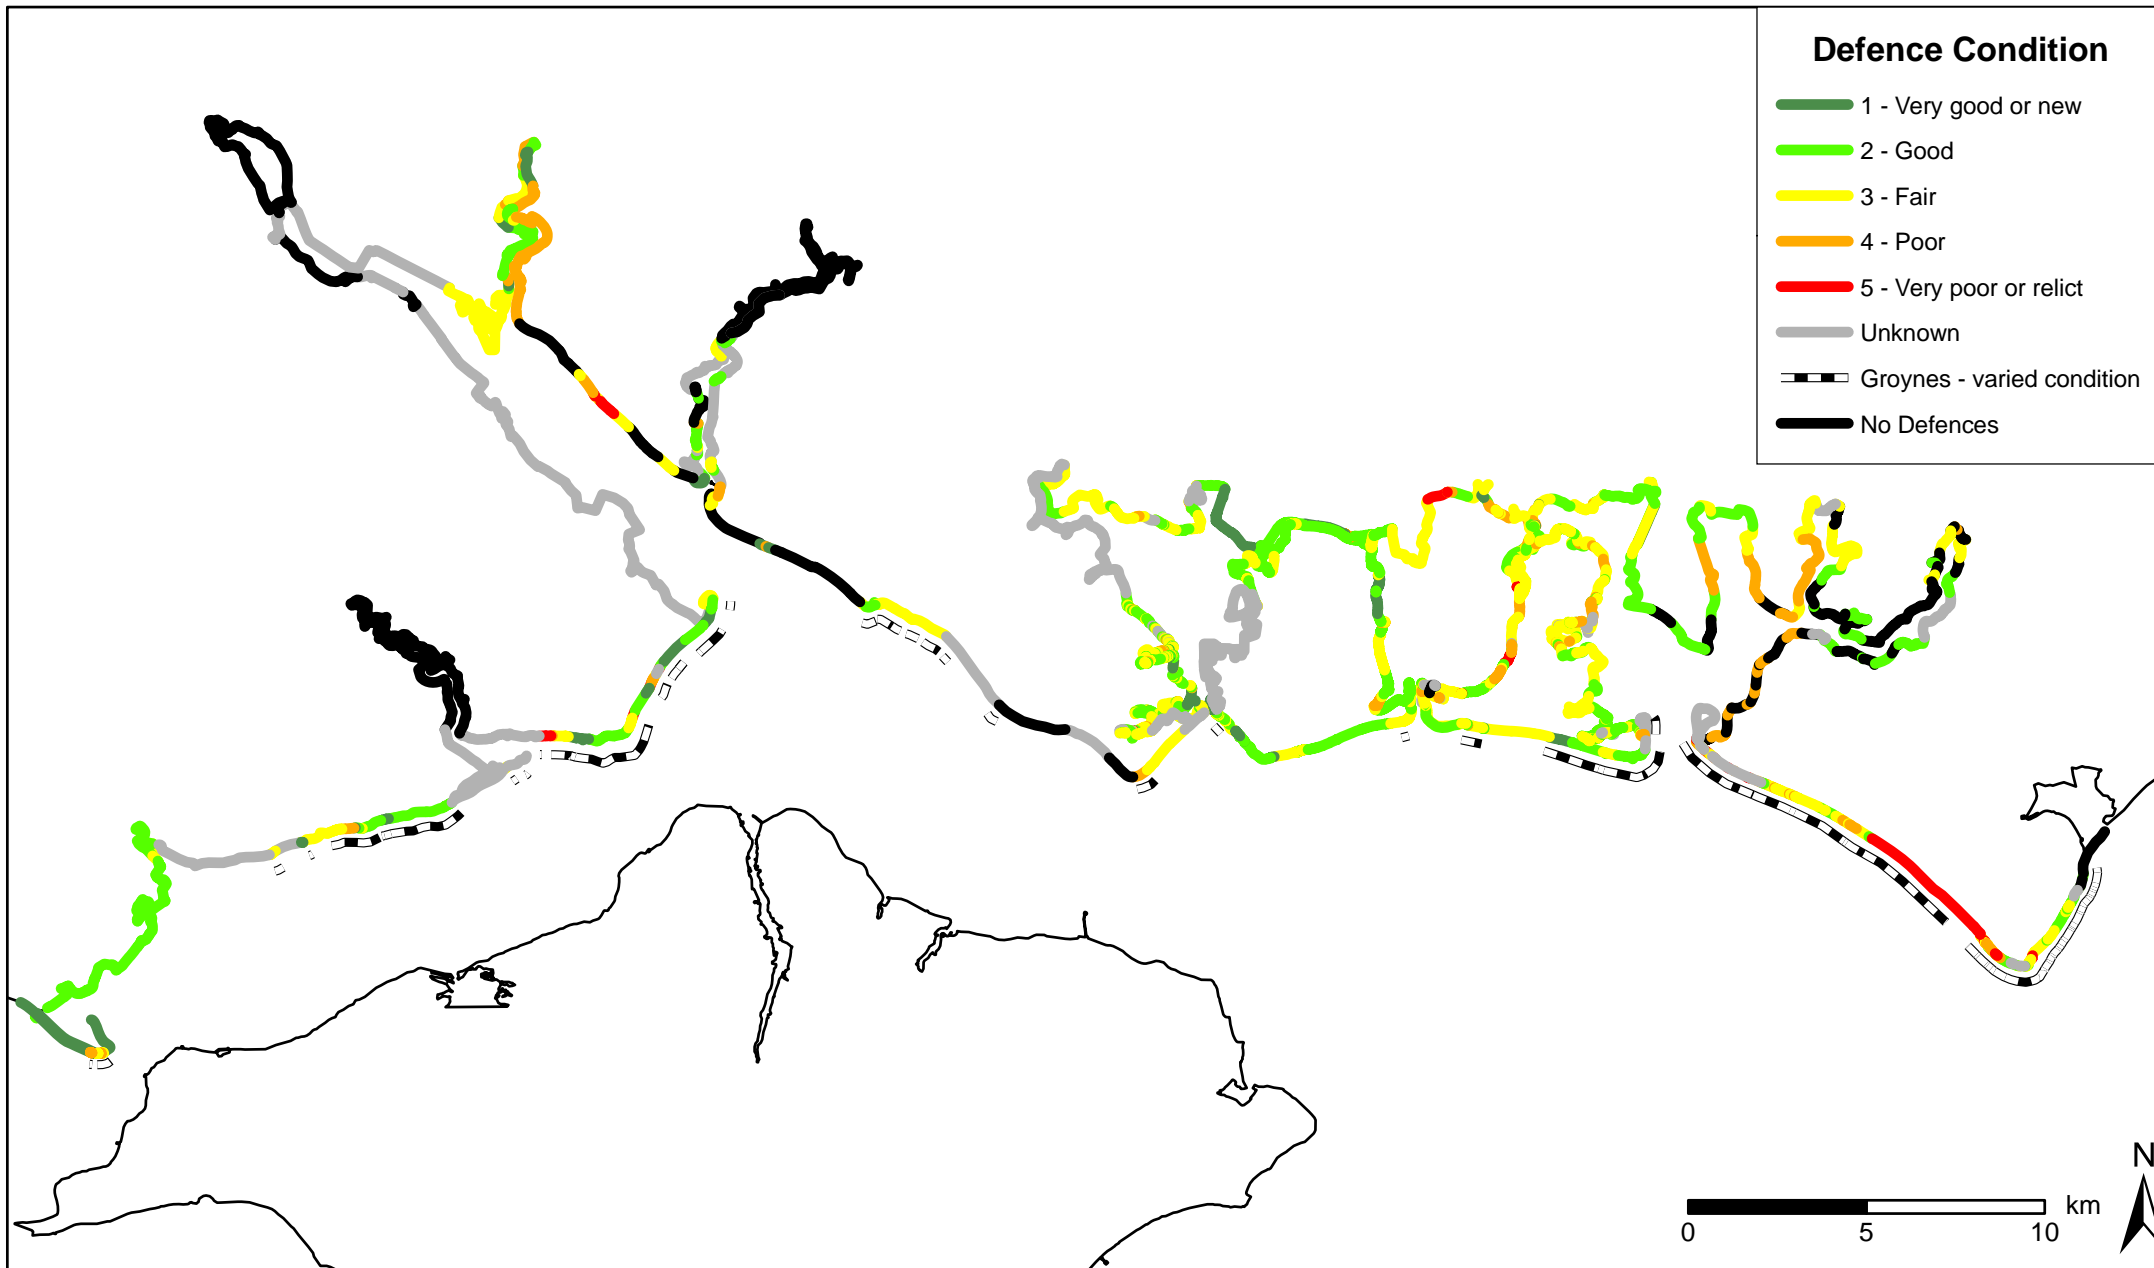 Defence Condition
1 - Very good or new
2 - Good
3 - Fair
4 - Poor
5 - Very poor or relict
Unknown
Groynes - varied condition
No Defences
N
km
0 5 10